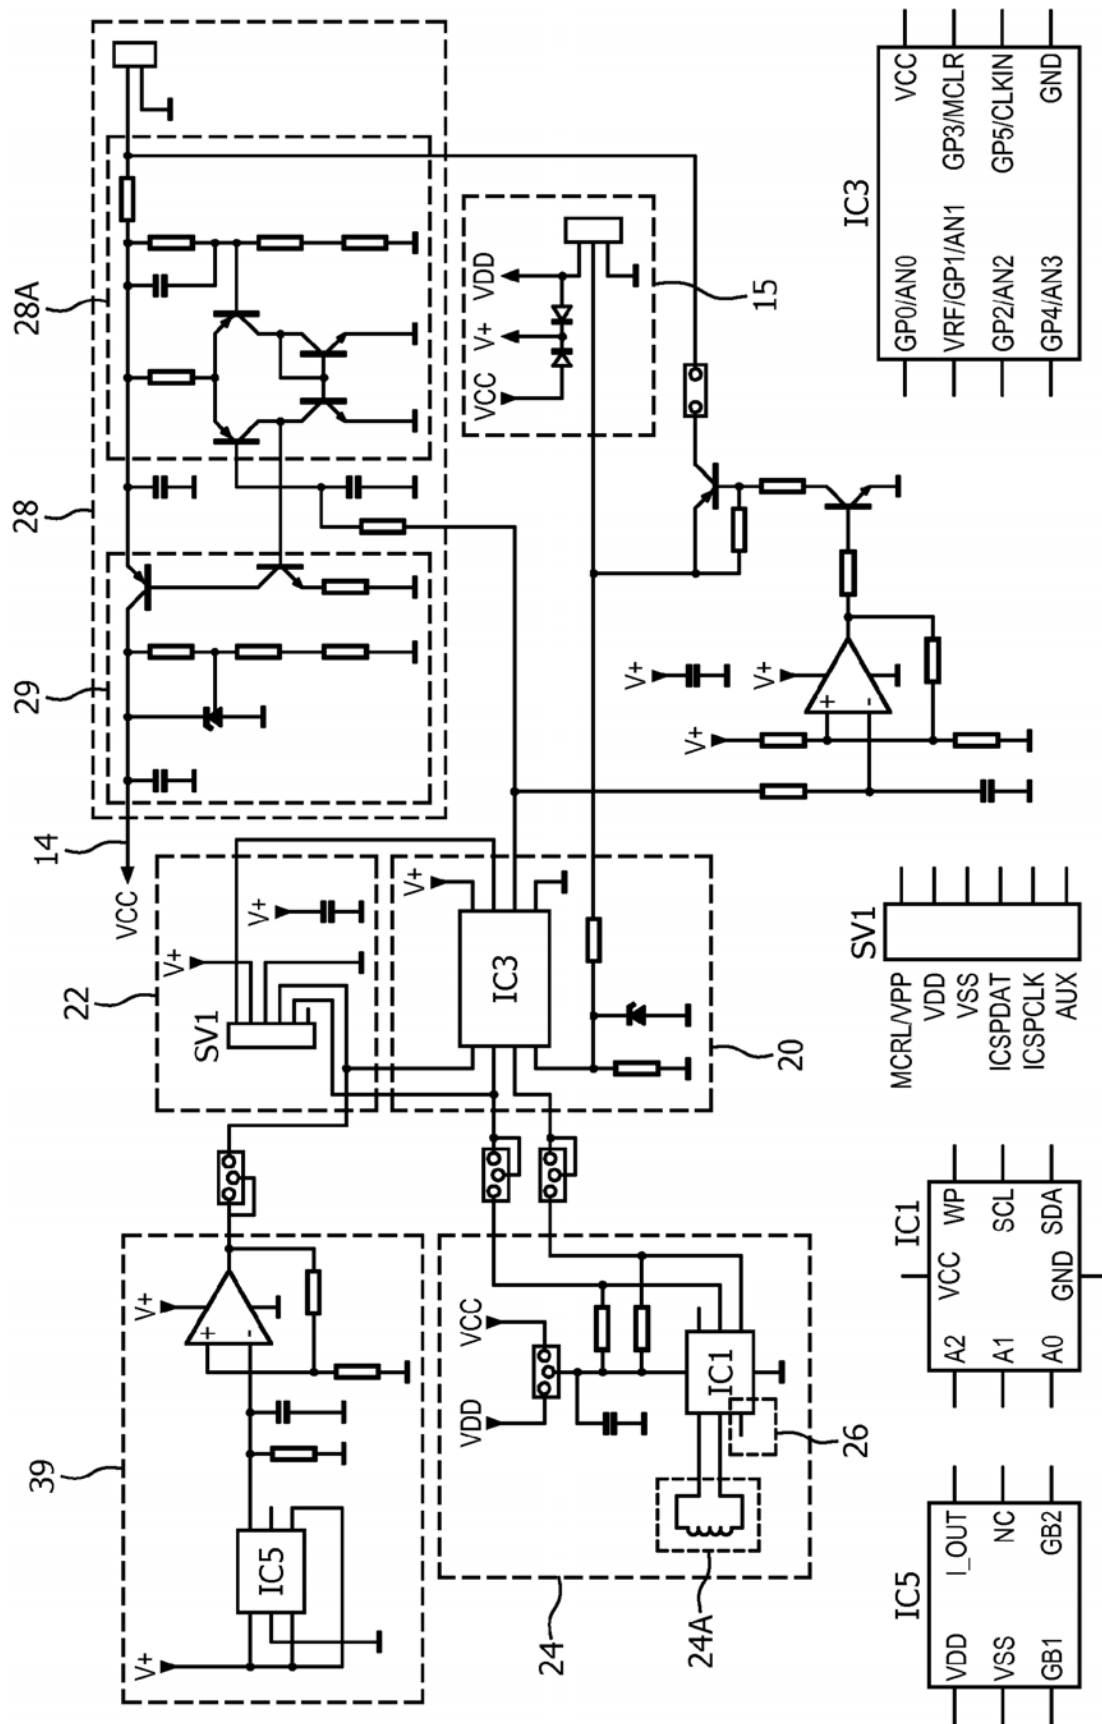 39
29
28
28A
14
22
VCC
V+
V+
V+
SV1
V+
IC5
+
-
V+
VDD
VCC
IC3
VCC
V+
VDD
24
V+
24A
IC1
V+
V+
+
-
15
20
26
IC5
VDD
I_OUT
VSS
NC
GB1
GB2
IC1
VCC
A2
WP
A1
SCL
A0
SDA
GND
SV1
MCRL/VPP
VDD
VSS
ICSPDAT
ICSPCLK
AUX
IC3
GP0/AN0
VCC
VRF/GP1/AN1
GP3/MCLR
GP2/AN2
GP5/CLKIN
GP4/AN3
GND